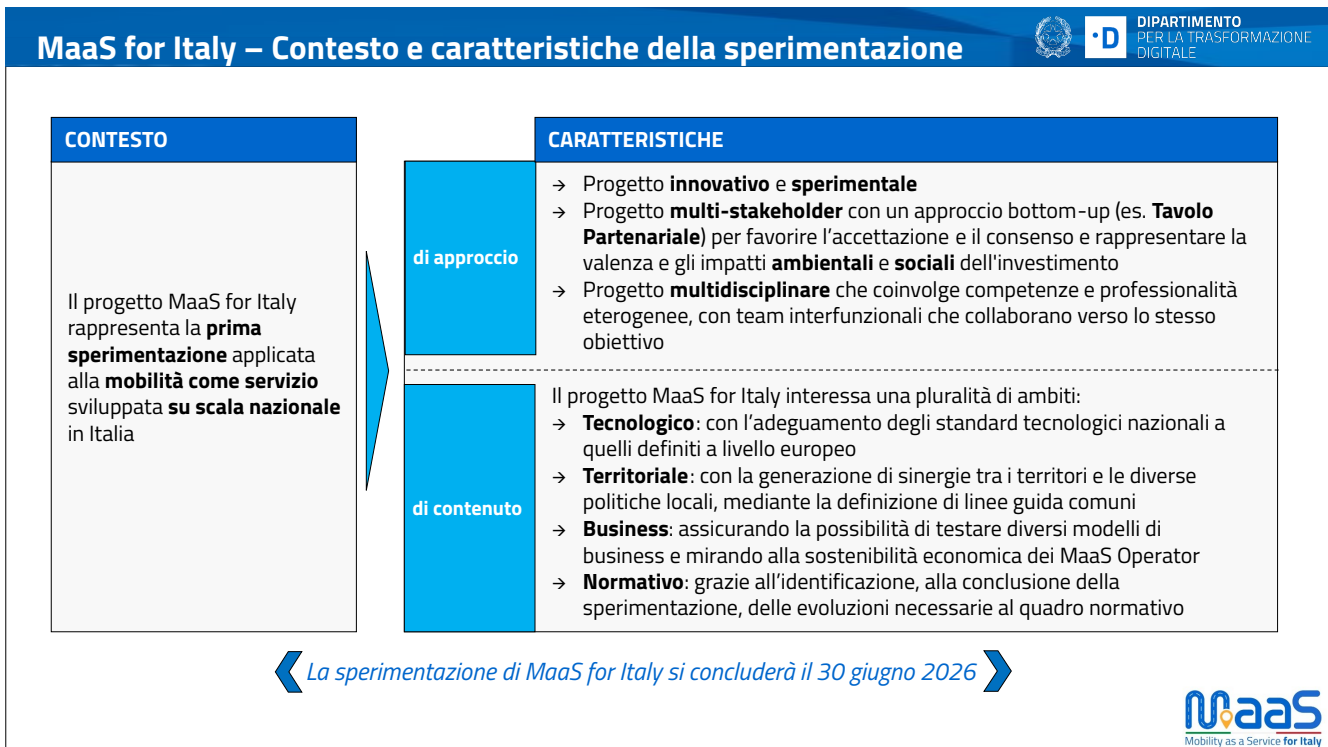 MaaS for Italy – Contesto e caratteristiche della sperimentazione
DIPARTIMENTO
PER LA TRASFORMAZIONE
DIGITALE
CONTESTO
Il progetto MaaS for Italy
rappresenta la prima
sperimentazione applicata
alla mobilità come servizio
sviluppata su scala nazionale
in Italia
CARATTERISTICHE
di approccio
→ Progetto innovativo e sperimentale
→ Progetto multi-stakeholder con un approccio bottom-up (es. Tavolo
Partenariale) per favorire l’accettazione e il consenso e rappresentare la
valenza e gli impatti ambientali e sociali dell'investimento
→ Progetto multidisciplinare che coinvolge competenze e professionalità
eterogenee, con team interfunzionali che collaborano verso lo stesso
obiettivo
di contenuto
Il progetto MaaS for Italy interessa una pluralità di ambiti:
→ Tecnologico: con l’adeguamento degli standard tecnologici nazionali a
quelli definiti a livello europeo
→ Territoriale: con la generazione di sinergie tra i territori e le diverse
politiche locali, mediante la definizione di linee guida comuni
→ Business: assicurando la possibilità di testare diversi modelli di
business e mirando alla sostenibilità economica dei MaaS Operator
→ Normativo: grazie all’identificazione, alla conclusione della
sperimentazione, delle evoluzioni necessarie al quadro normativo
La sperimentazione di MaaS for Italy si concluderà il 30 giugno 2026
MaaS
Mobility as a Service for Italy